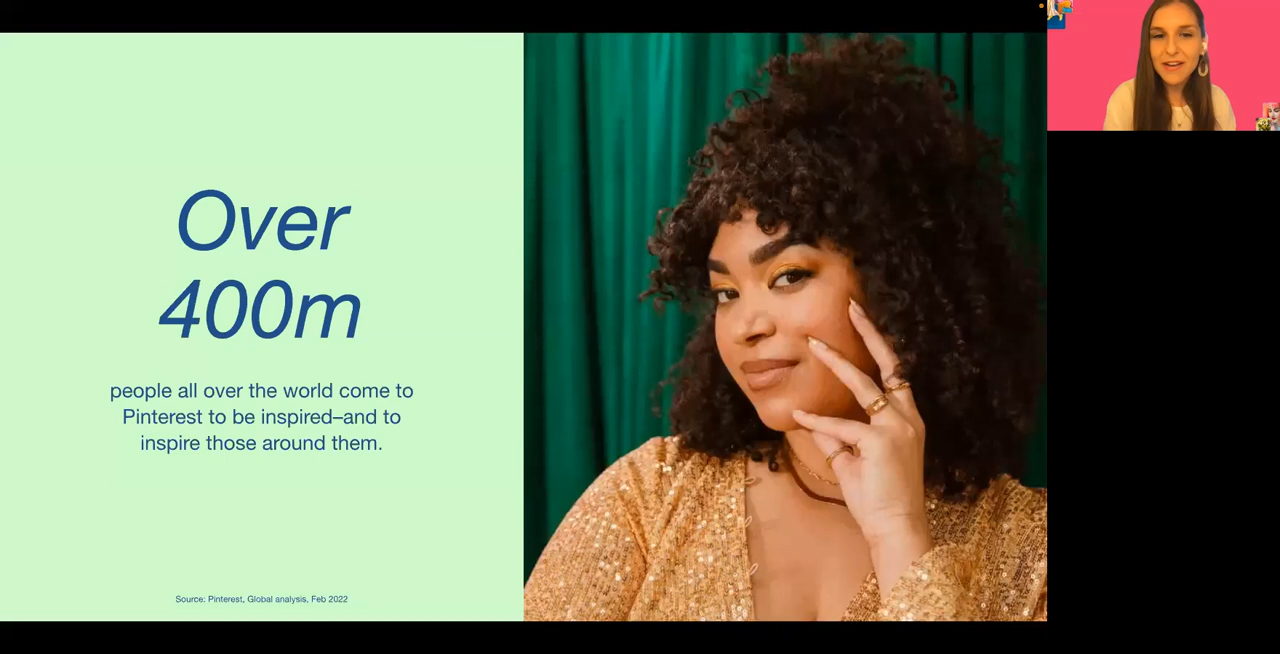 Over
400m
people all over the world come to
Pinterest to be inspired–and to
inspire those around them.
Source: Pinterest, Global analysis, Feb 2022